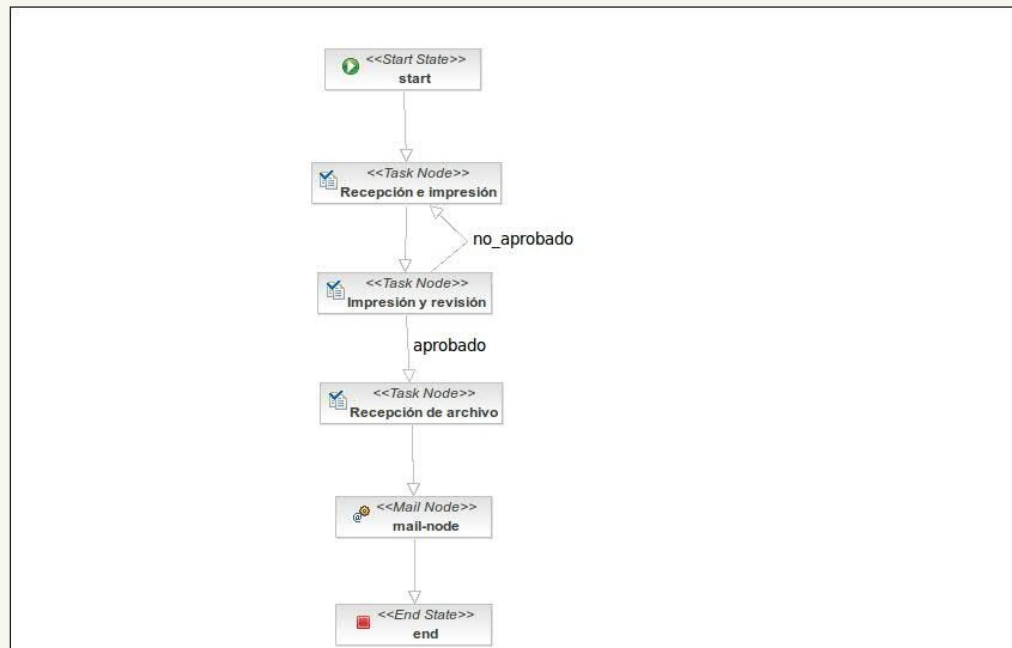 <<Start State>>
start
<<Task Node>>
Recepción e impresión
no_aprobado
<<Task Node>>
Impresión y revisión
aprobado
<<Task Node>>
Recepción de archivo
<<Mail Node>>
mail-node
<<End State>>
end